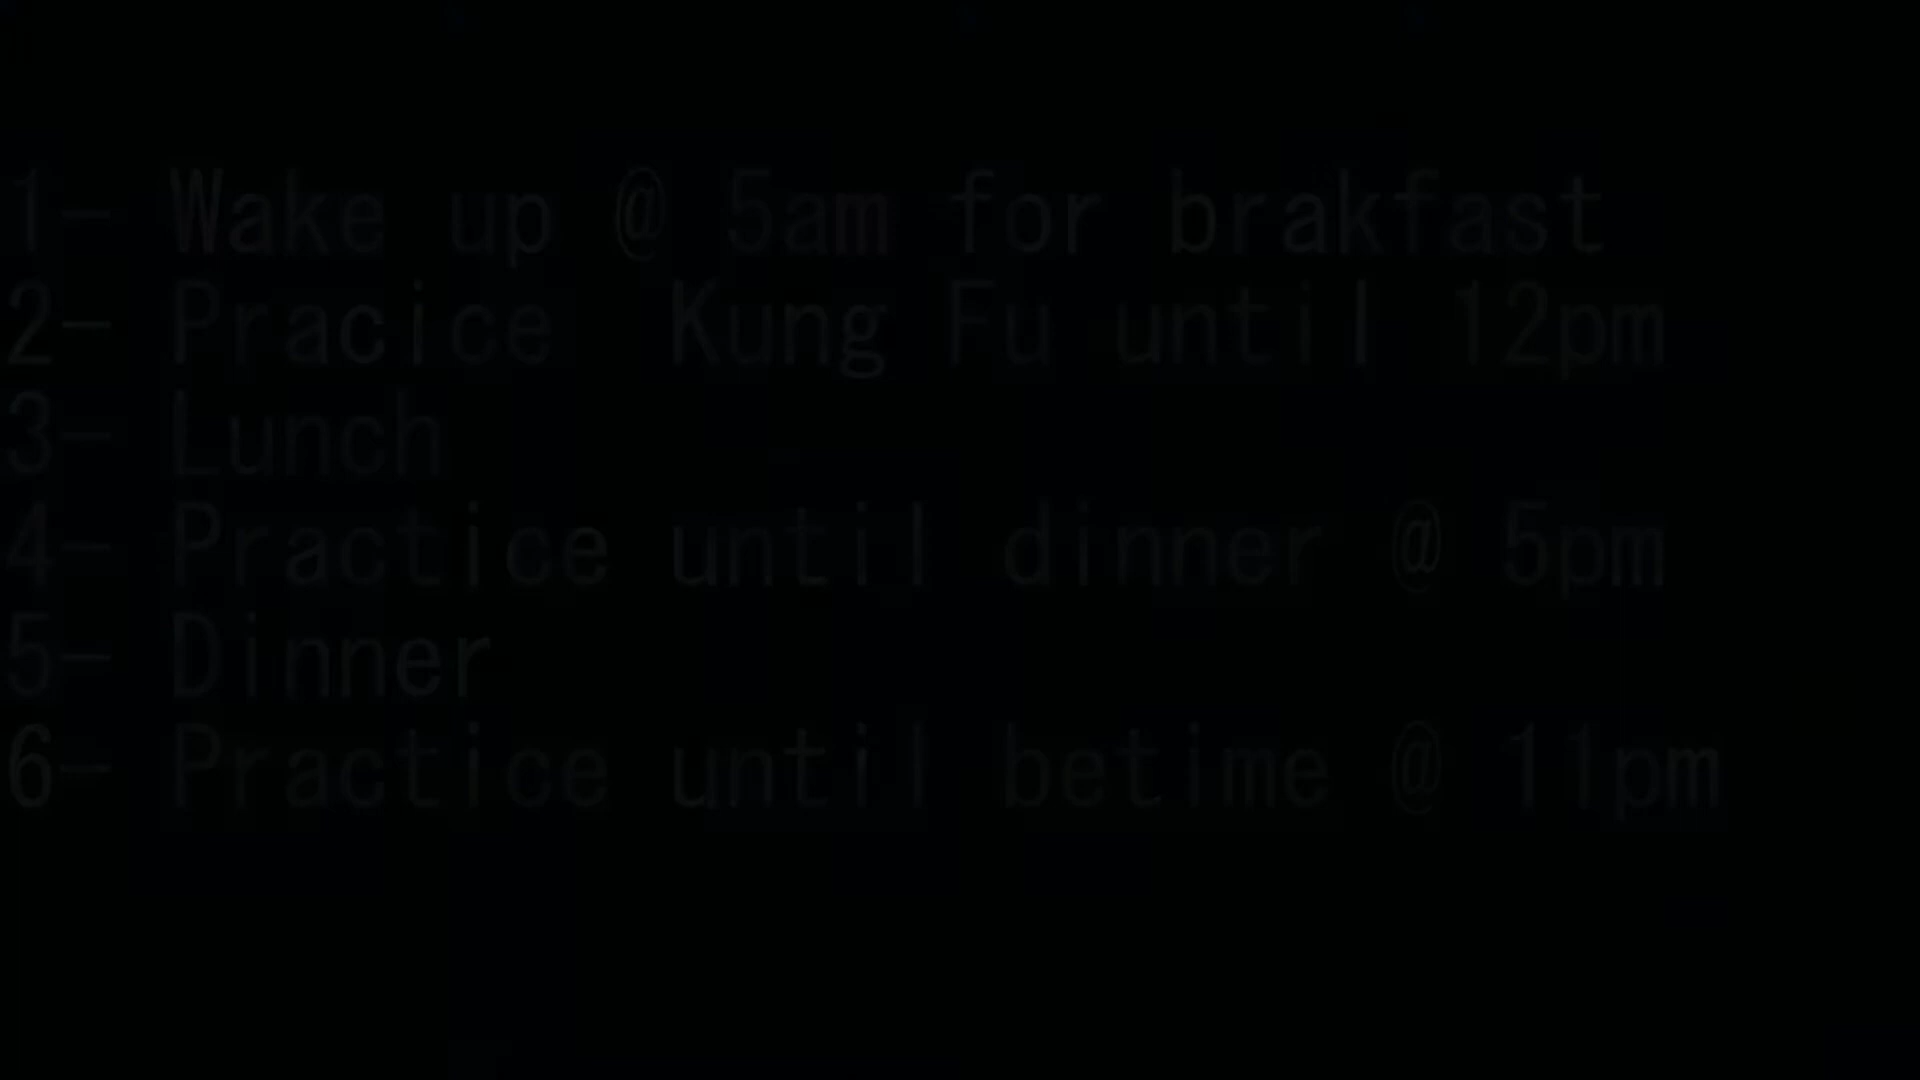 1- Wake up @ 5am for brakfast
2- Pracice  Kung Fu until 12pm
3- Lunch
4- Practice until dinner @ 5pm
5- Dinner
6- Practice until betime @ 11pm